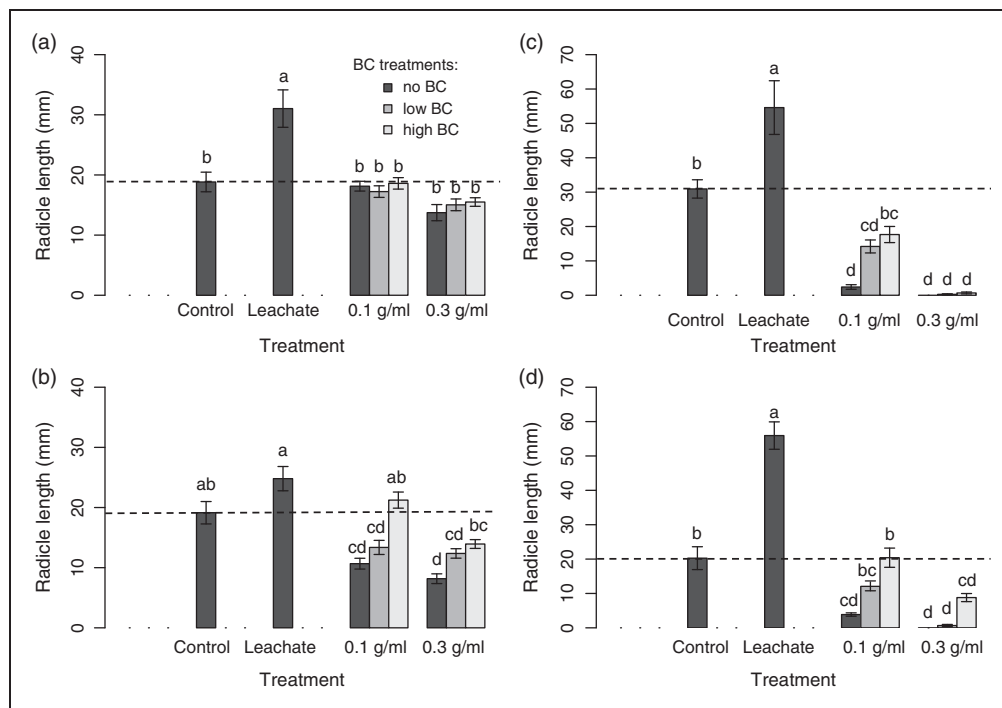 (a)
Radicle length (mm)
40
30
20
10
0
BC treatments:
no BC
low BC
high BC
b
a
b b b
b b b
Control Leachate 0.1 g/ml 0.3 g/ml
Treatment
(c)
Radicle length (mm)
70
60
50
40
30
20
10
0
b
a
d cd bc
d d d
Control Leachate 0.1 g/ml 0.3 g/ml
Treatment
(b)
Radicle length (mm)
40
30
20
10
0
ab
a
cd cd ab
d cd bc
Control Leachate 0.1 g/ml 0.3 g/ml
Treatment
(d)
Radicle length (mm)
70
60
50
40
30
20
10
0
b
a
cd bc b
d d cd
Control Leachate 0.1 g/ml 0.3 g/ml
Treatment